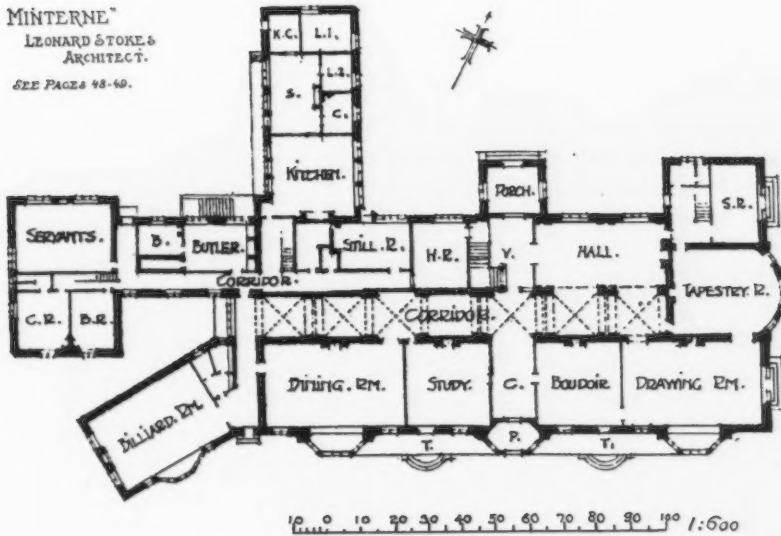 "MINTERNE"
LEONARD STOKES
ARCHITECT.
SEE PAGES 48-49.
K.C. L.1.
L.2.
S.
C.
KITCHEN.
PORCH.
S.R.
SERVANTS.
B. BUTLER.
STILL. R.
H.R.
V.
HALL.
TAPESTRY. R.
CORRIDOR.
C.R. B.R.
CORRIDOR.
DINING. RM. STUDY. C. BOUDOIR DRAWING RM.
BILLIARD. RM.
T. P. T.
10 0 10 20 30 40 50 60 70 80 90 100 1:600